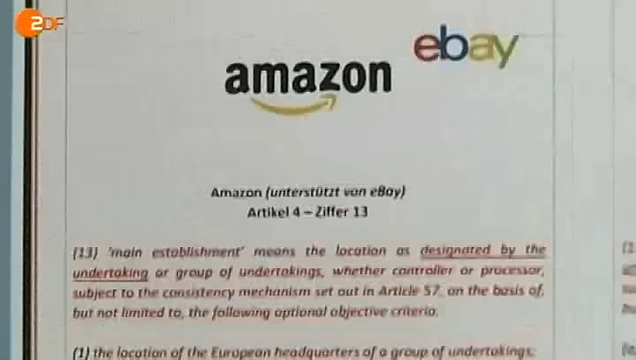 ZDF
ebay
amazon
Amazon (unterstützt von eBay)
Artikel 4 – Ziffer 13
(13) 'main establishment' means the location as designated by the
undertaking or group of undertakings, whether controller or processor,
subject to the consistency mechanism set out in Article 57, on the basis of,
but not limited to, the following optional objective criteria.
(1) the location of the European headquarters of a group of undertakings;